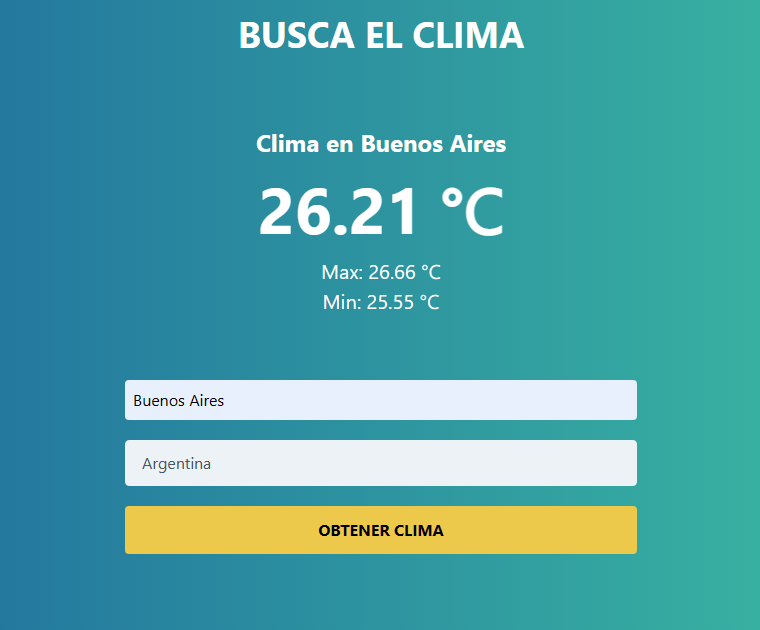 BUSCA EL CLIMA
Clima en Buenos Aires
26.21 °C
Max: 26.66 °C
Min: 25.55 °C
Buenos Aires
Argentina
OBTENER CLIMA